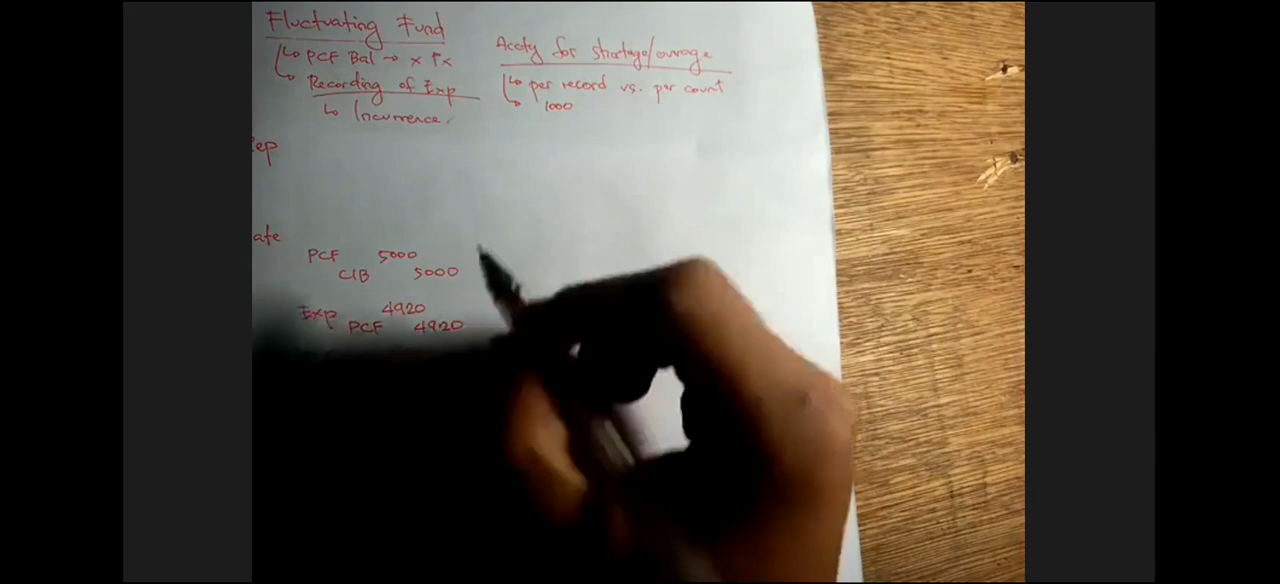 Fluctuating Fund
↳ PCF Bal → x Fx
↳ Recording of Exp
↳ Incurrence.
Acctg for shortage/overage
↳ per record vs. per count
↳ 1000
ep
ate
PCF 5000
CIB 5000
Exp 4920
PCF 4920